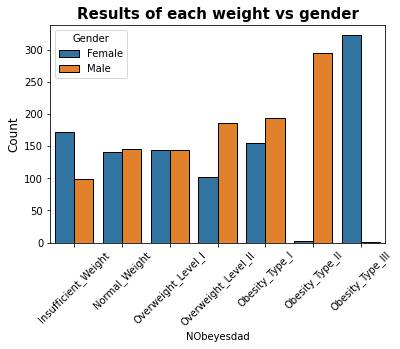 Results of each weight vs gender
Gender
Female
Male
Count
300
250
200
150
100
50
0
Insufficient_Weight
Normal_Weight
Overweight_Level_I
Overweight_Level_II
Obesity_Type_I
Obesity_Type_II
Obesity_Type_III
NObeyesdad